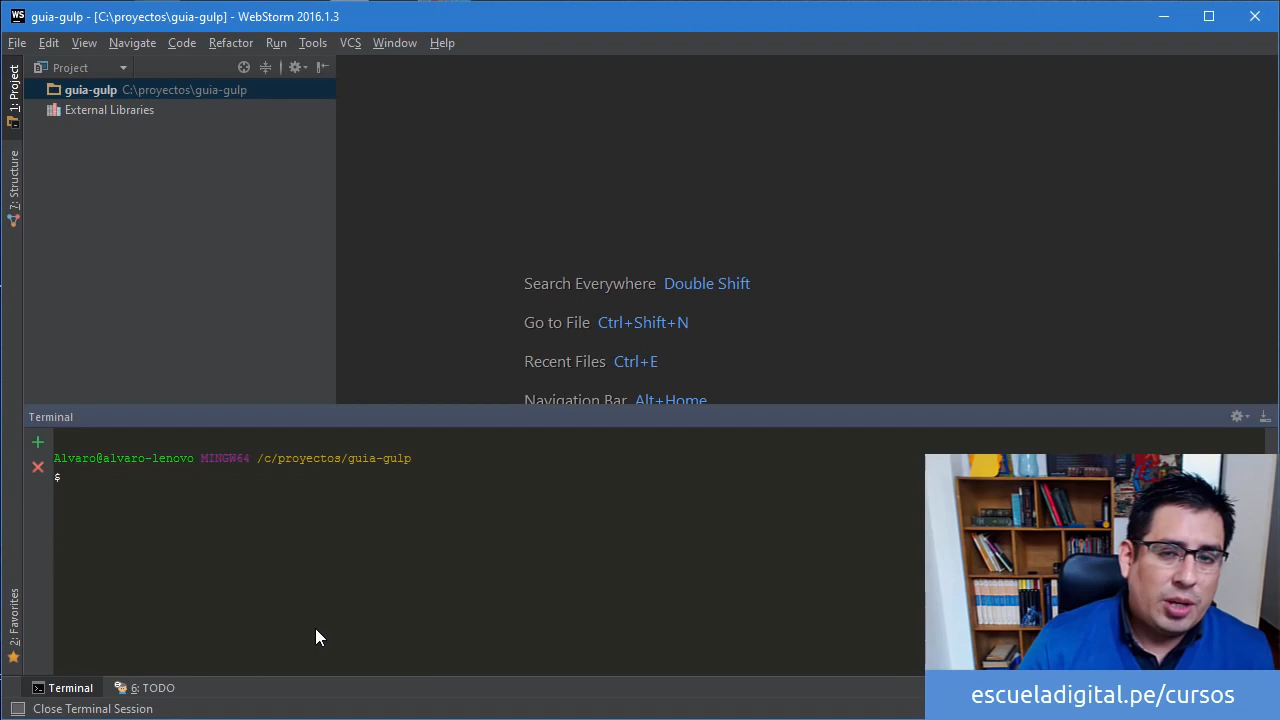 WS guia-gulp - [C:\proyectos\guia-gulp] - WebStorm 2016.1.3
File Edit View Navigate Code Refactor Run Tools VCS Window Help
Project
guia-gulp C:\proyectos\guia-gulp
External Libraries
1: Project
7: Structure
2: Favorites
Search Everywhere Double Shift
Go to File Ctrl+Shift+N
Recent Files Ctrl+E
Navigation Bar Alt+Home
Terminal
Alvaro@alvaro-lenovo MINGW64 /c/proyectos/guia-gulp
$
Terminal 6: TODO
Close Terminal Session
escueladigital.pe/cursos